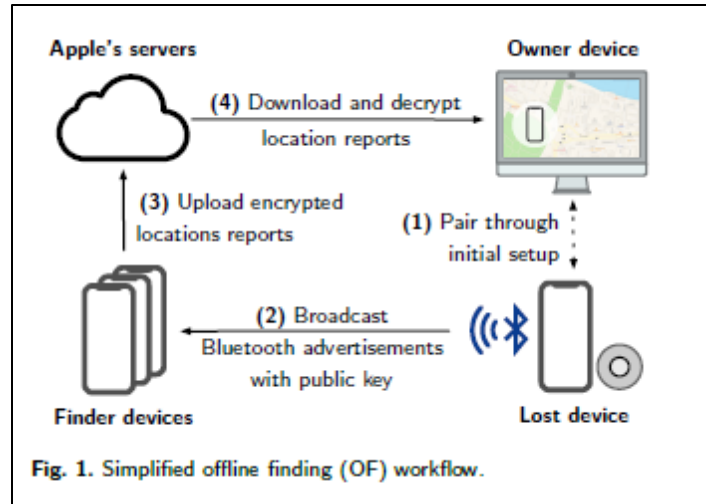 Apple's servers
Owner device
(4) Download and decrypt
location reports
(3) Upload encrypted
locations reports
(1) Pair through
initial setup
(2) Broadcast
Bluetooth advertisements
with public key
Finder devices
Lost device
Fig. 1. Simplified offline finding (OF) workflow.